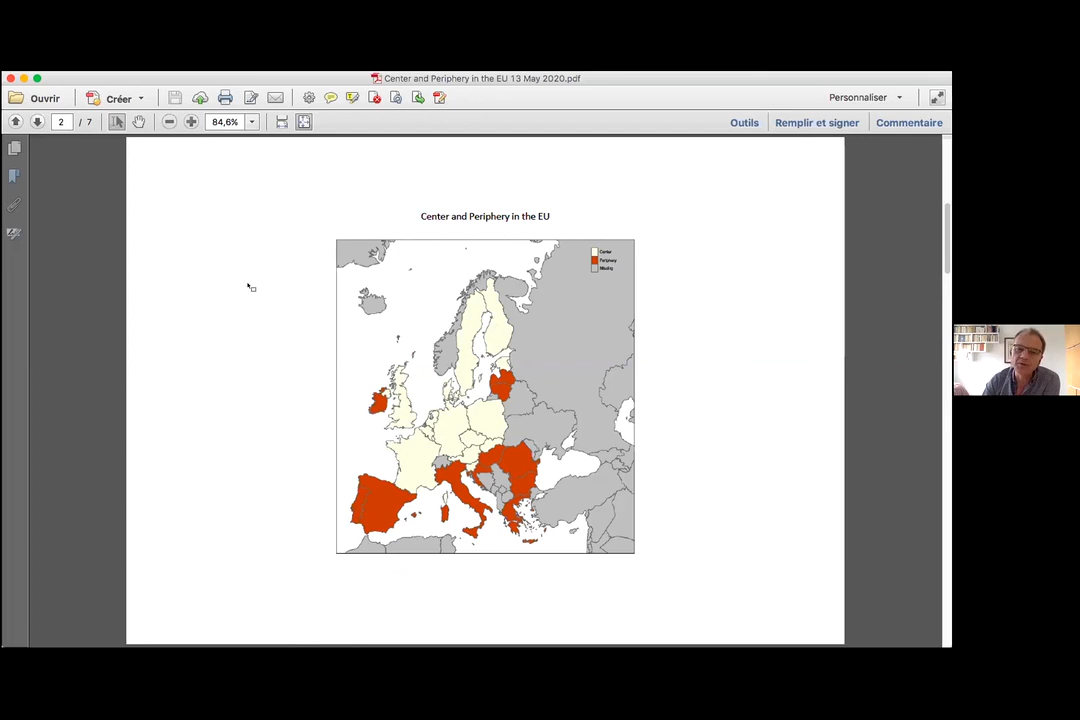 Center and Periphery in the EU 13 May 2020.pdf
Ouvrir
Créer
Personnaliser
2 / 7
84,6%
Outils
Remplir et signer
Commentaire
Center and Periphery in the EU
Center
Periphery
Missing